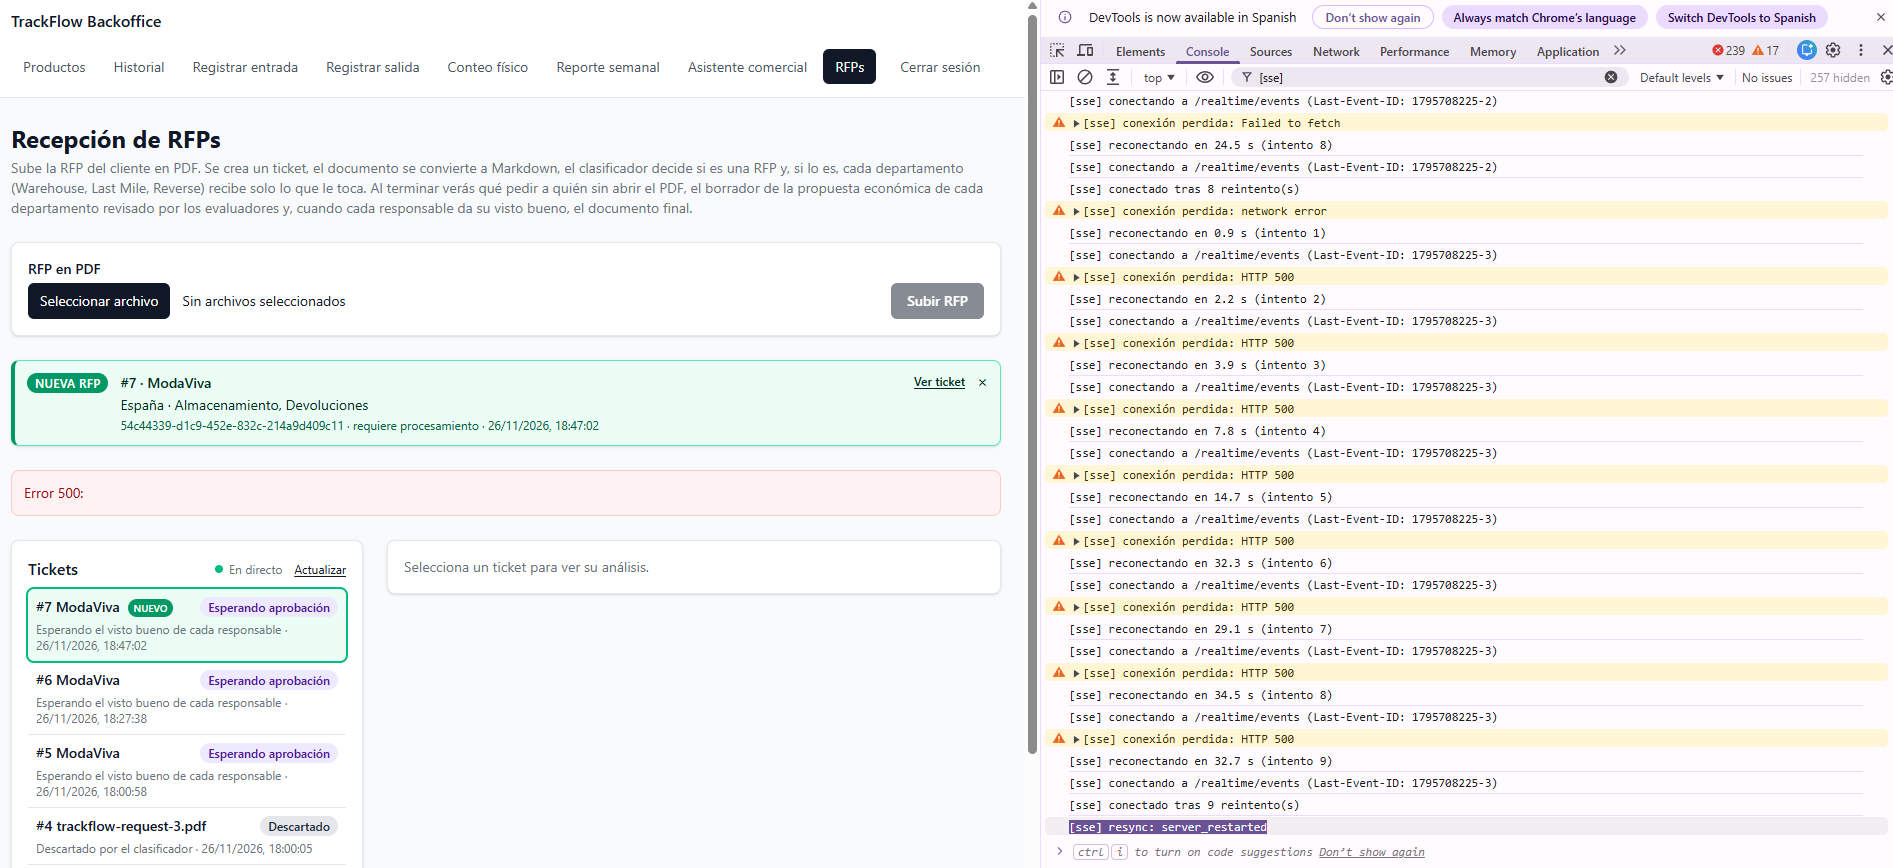 TrackFlow Backoffice
Productos Historial Registrar entrada Registrar salida Conteo físico Reporte semanal Asistente comercial RFPs Cerrar sesión
Recepción de RFPs
Sube la RFP del cliente en PDF. Se crea un ticket, el documento se convierte a Markdown, el clasificador decide si es una RFP y, si lo es, cada departamento
(Warehouse, Last Mile, Reverse) recibe solo lo que le toca. Al terminar verás qué pedir a quién sin abrir el PDF, el borrador de la propuesta económica de cada
departamento revisado por los evaluadores y, cuando cada responsable da su visto bueno, el documento final.
RFP en PDF
Seleccionar archivo Sin archivos seleccionados Subir RFP
NUEVA RFP #7 · ModaViva Ver ticket ×
España · Almacenamiento, Devoluciones
54c44339-d1c9-452e-832c-214a9d409c11 · requiere procesamiento · 26/11/2026, 18:47:02
Error 500:
Tickets En directo Actualizar
#7 ModaViva NUEVO Esperando aprobación
Esperando el visto bueno de cada responsable ·
26/11/2026, 18:47:02
#6 ModaViva Esperando aprobación
Esperando el visto bueno de cada responsable ·
26/11/2026, 18:27:38
#5 ModaViva Esperando aprobación
Esperando el visto bueno de cada responsable ·
26/11/2026, 18:00:58
#4 trackflow-request-3.pdf Descartado
Descartado por el clasificador · 26/11/2026, 18:00:05
Selecciona un ticket para ver su análisis.
DevTools is now available in Spanish Don't show again Always match Chrome's language Switch DevTools to Spanish
Elements Console Sources Network Performance Memory Application 239 17
top [sse] Default levels No issues 257 hidden
[sse] conectando a /realtime/events (Last-Event-ID: 1795708225-2)
[sse] conexión perdida: Failed to fetch
[sse] reconectando en 24.5 s (intento 8)
[sse] conectando a /realtime/events (Last-Event-ID: 1795708225-2)
[sse] conectado tras 8 reintento(s)
[sse] conexión perdida: network error
[sse] reconectando en 0.9 s (intento 1)
[sse] conectando a /realtime/events (Last-Event-ID: 1795708225-3)
[sse] conexión perdida: HTTP 500
[sse] reconectando en 2.2 s (intento 2)
[sse] conectando a /realtime/events (Last-Event-ID: 1795708225-3)
[sse] conexión perdida: HTTP 500
[sse] reconectando en 3.9 s (intento 3)
[sse] conectando a /realtime/events (Last-Event-ID: 1795708225-3)
[sse] conexión perdida: HTTP 500
[sse] reconectando en 7.8 s (intento 4)
[sse] conectando a /realtime/events (Last-Event-ID: 1795708225-3)
[sse] conexión perdida: HTTP 500
[sse] reconectando en 14.7 s (intento 5)
[sse] conectando a /realtime/events (Last-Event-ID: 1795708225-3)
[sse] conexión perdida: HTTP 500
[sse] reconectando en 32.3 s (intento 6)
[sse] conectando a /realtime/events (Last-Event-ID: 1795708225-3)
[sse] conexión perdida: HTTP 500
[sse] reconectando en 29.1 s (intento 7)
[sse] conectando a /realtime/events (Last-Event-ID: 1795708225-3)
[sse] conexión perdida: HTTP 500
[sse] reconectando en 34.5 s (intento 8)
[sse] conectando a /realtime/events (Last-Event-ID: 1795708225-3)
[sse] conexión perdida: HTTP 500
[sse] reconectando en 32.7 s (intento 9)
[sse] conectando a /realtime/events (Last-Event-ID: 1795708225-3)
[sse] conectado tras 9 reintento(s)
[sse] resync: server_restarted
ctrl i to turn on code suggestions Don't show again